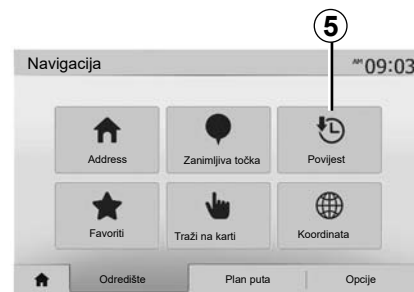 5
Navigacija AM 09:03
Address Zanimljiva točka Povijest
Favoriti Traži na karti Koordinata
Odredište Plan puta Opcije